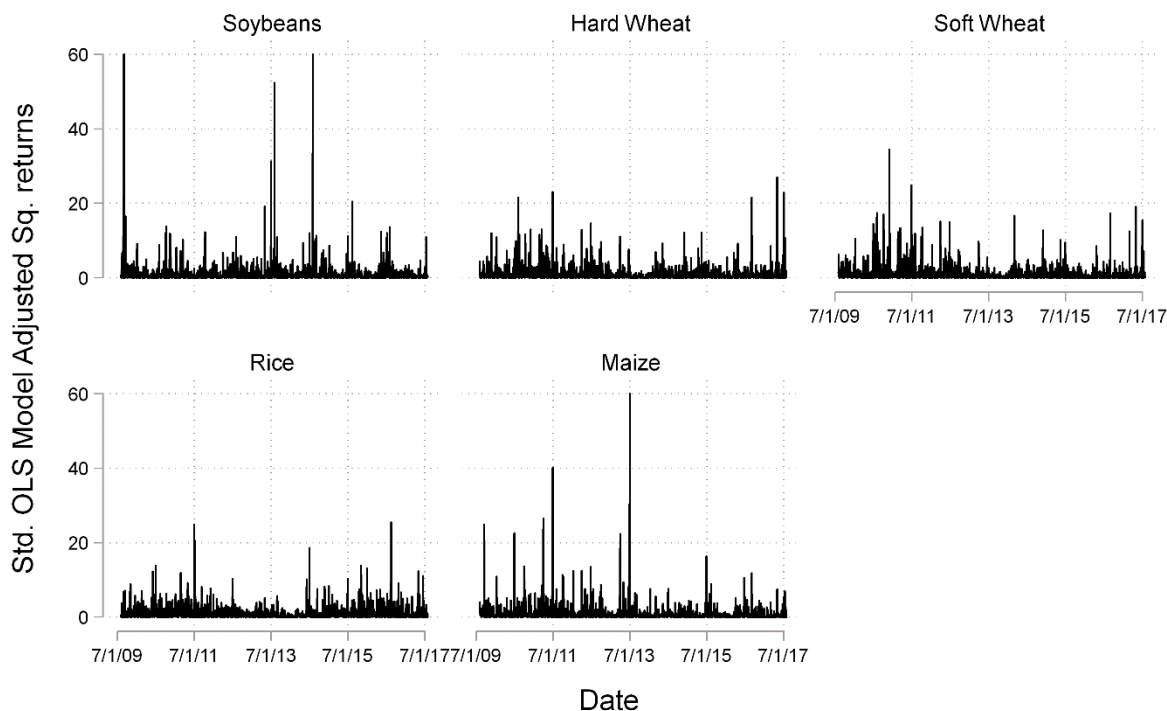 Soybeans
Hard Wheat
Soft Wheat
Std. OLS Model Adjusted Sq. returns
60
40
20
0
7/1/09 7/1/11 7/1/13 7/1/15 7/1/17
Rice
Maize
60
40
20
0
7/1/09 7/1/11 7/1/13 7/1/15 7/1/17
7/1/09 7/1/11 7/1/13 7/1/15 7/1/17
Date